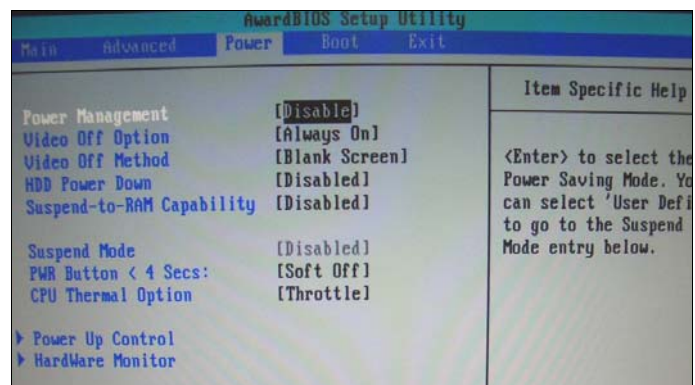 AwardBIOS Setup Utility
Main Advanced Power Boot Exit
Power Management [Disable]
Video Off Option [Always On]
Video Off Method [Blank Screen]
HDD Power Down [Disabled]
Suspend-to-RAM Capability [Disabled]
Suspend Mode [Disabled]
PWR Button < 4 Secs: [Soft Off]
CPU Thermal Option [Throttle]
Power Up Control
HardWare Monitor
Item Specific Help
<Enter> to select the
Power Saving Mode. Yo
can select 'User Defi
to go to the Suspend
Mode entry below.